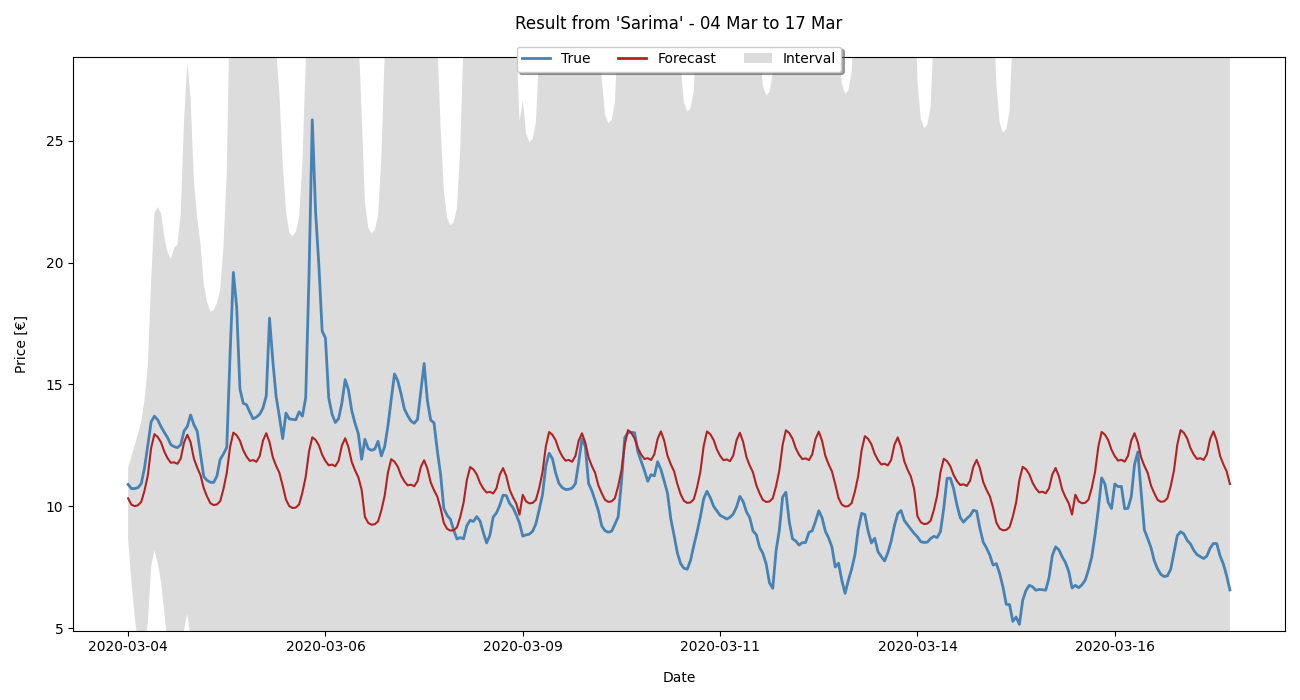 Result from 'Sarima' - 04 Mar to 17 Mar
True Forecast Interval
25
20
15
10
5
Price [€]
2020-03-04 2020-03-06 2020-03-09 2020-03-11 2020-03-14 2020-03-16
Date